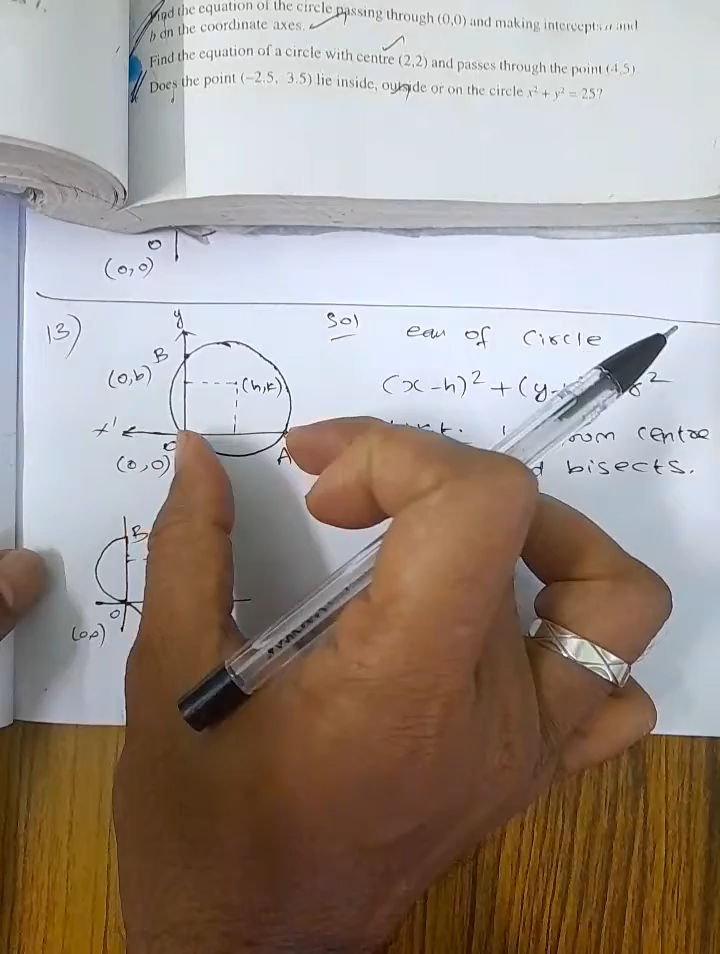 Find the equation of the circle passing through (0,0) and making intercepts a and
b on the coordinate axes.
Find the equation of a circle with centre (2,2) and passes through the point (4,5)
Does the point (−2.5, 3.5) lie inside, outside or on the circle x² + y² = 25?
O
(0,0)
13)
y
B
(0,b)
(h,k)
x'
O
(0,0)
A
Sol
eqn of Circle
(x-h)² + (y- 2
from centre
bisects.
B
O
(0,0)